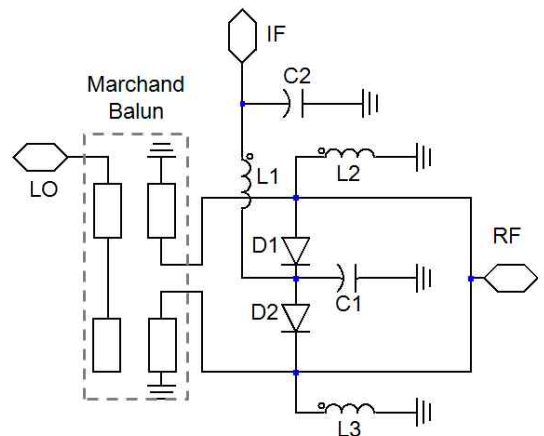 IF
C2
Marchand
Balun
LO
L1
L2
D1
RF
C1
D2
L3